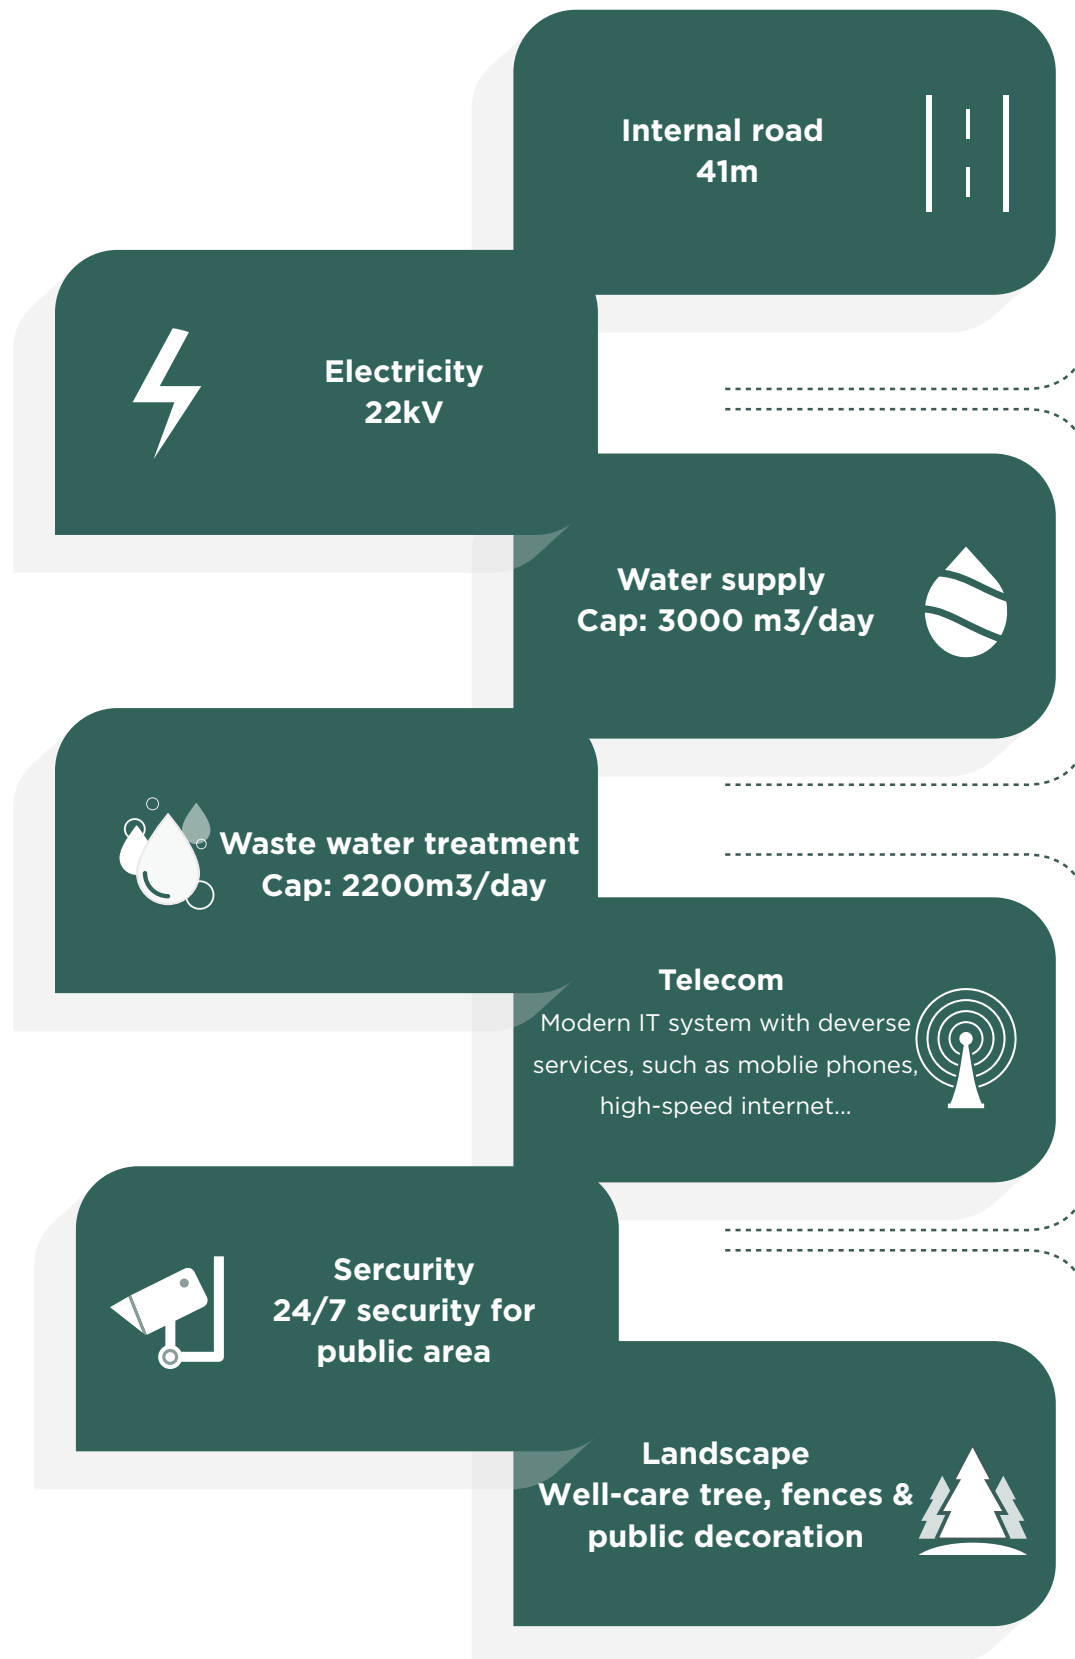 Internal road
41m
Electricity
22kV
Water supply
Cap: 3000 m3/day
Waste water treatment
Cap: 2200m3/day
Telecom
Modern IT system with deverse
services, such as moblie phones,
high-speed internet...
Sercurity
24/7 security for
public area
Landscape
Well-care tree, fences &
public decoration